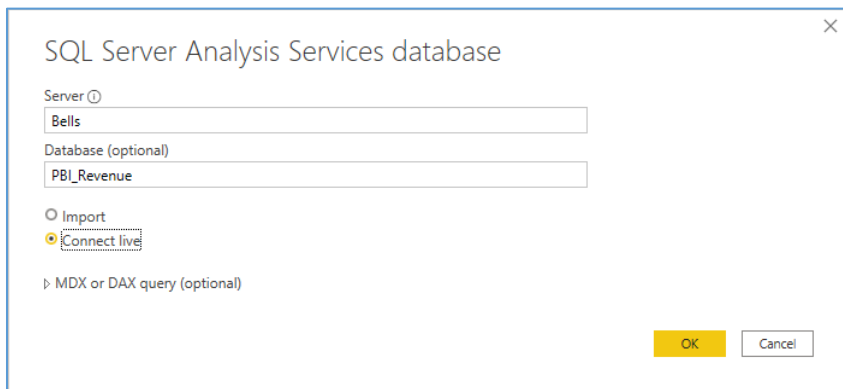 SQL Server Analysis Services database
Server
Bells
Database (optional)
PBI_Revenue
Import
Connect live
MDX or DAX query (optional)
OK Cancel